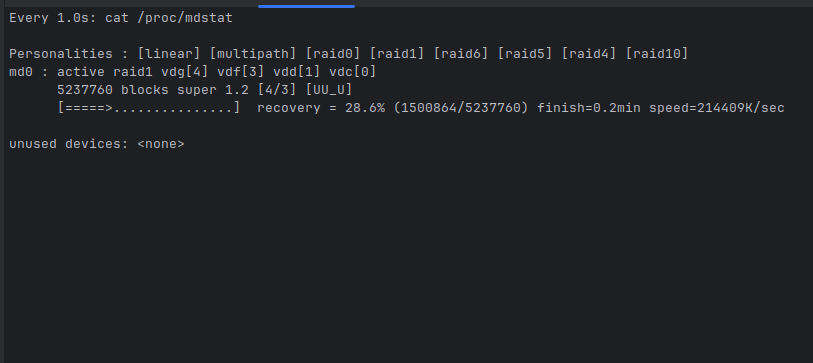 Every 1.0s: cat /proc/mdstat
Personalities : [linear] [multipath] [raid0] [raid1] [raid6] [raid5] [raid4] [raid10]
md0 : active raid1 vdg[4] vdf[3] vdd[1] vdc[0]
      5237760 blocks super 1.2 [4/3] [UU_U]
      [=====>...............]  recovery = 28.6% (1500864/5237760) finish=0.2min speed=214409K/sec
unused devices: <none>